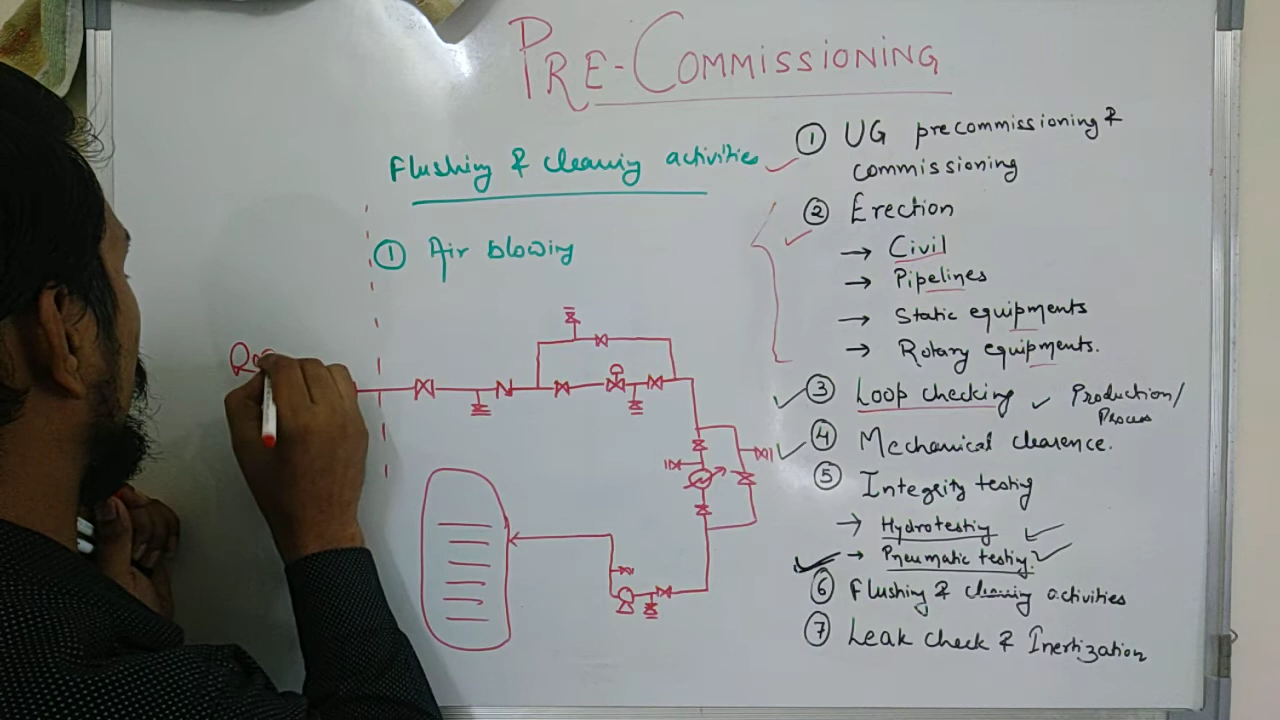 PRE-COMMISSIONING
Flushing & cleaning activities
① Air blowing
① UG precommissioning &
commissioning
② Erection
→ Civil
→ Pipelines
→ Static equipments
→ Rotary equipments.
③ Loop checking ✓ Production/
Process
④ Mechanical clearence.
⑤ Integrity testing
→ Hydrotesting ✓
→ Pneumatic testing. ✓
⑥ Flushing & cleaning activities
⑦ Leak check & Inertization